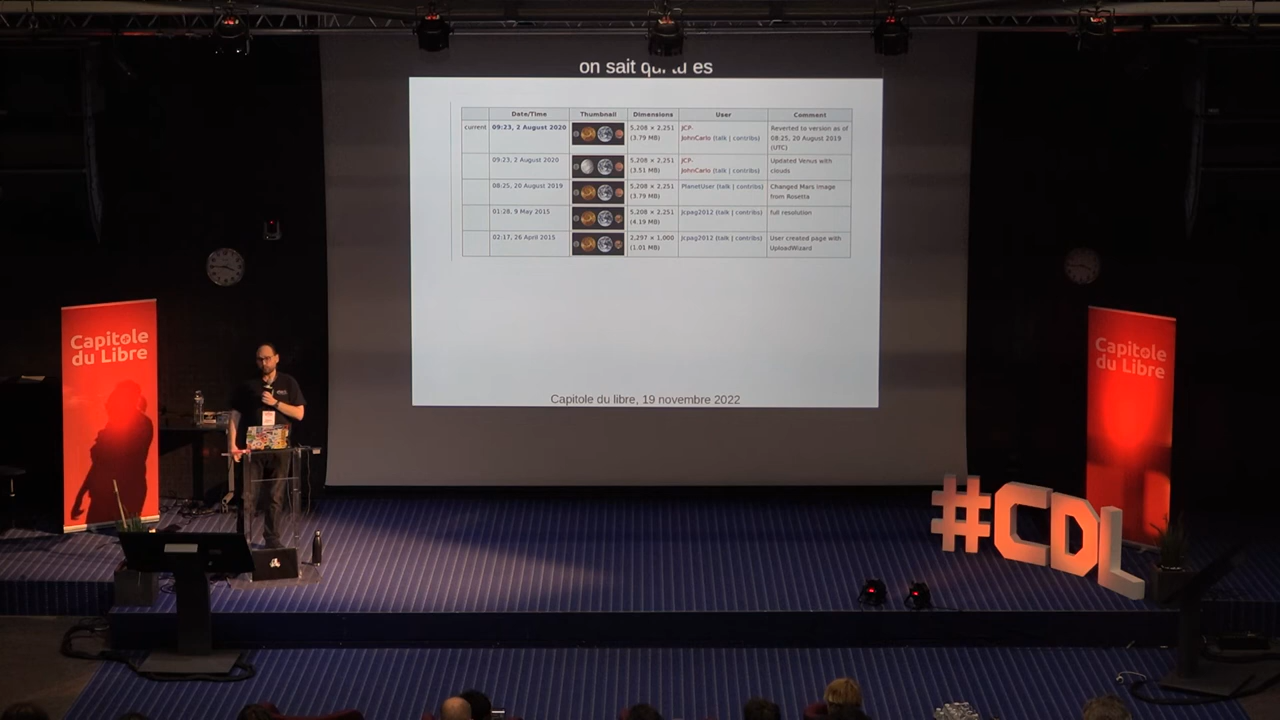 on sait qui tu es
Date/Time Thumbnail Dimensions User Comment
current 09:23, 2 August 2020 5,208 × 2,251 (3.79 MB) JCP-JohnCarlo (talk | contribs) Reverted to version as of 08:25, 20 August 2019 (UTC)
09:23, 2 August 2020 5,208 × 2,251 (3.51 MB) JCP-JohnCarlo (talk | contribs) Updated Venus with clouds
08:25, 20 August 2019 5,208 × 2,251 (3.79 MB) PlanetUser (talk | contribs) Changed Mars image from Rosetta
01:28, 9 May 2015 5,208 × 2,251 (4.19 MB) Jcpag2012 (talk | contribs) full resolution
02:17, 26 April 2015 2,297 × 1,000 (1.01 MB) Jcpag2012 (talk | contribs) User created page with UploadWizard
Capitole du libre, 19 novembre 2022
Capitole
du Libre
Capitole
du Libre
#CDL